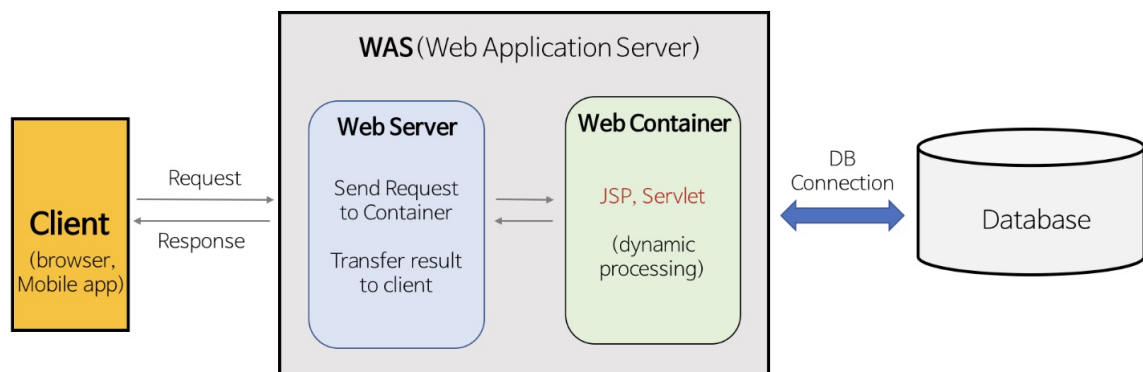 WAS(Web Application Server)
Client
(browser,
Mobile app)
Request
Response
Web Server
Send Request
to Container
Transfer result
to client
Web Container
JSP, Servlet
(dynamic
processing)
DB
Connection
Database